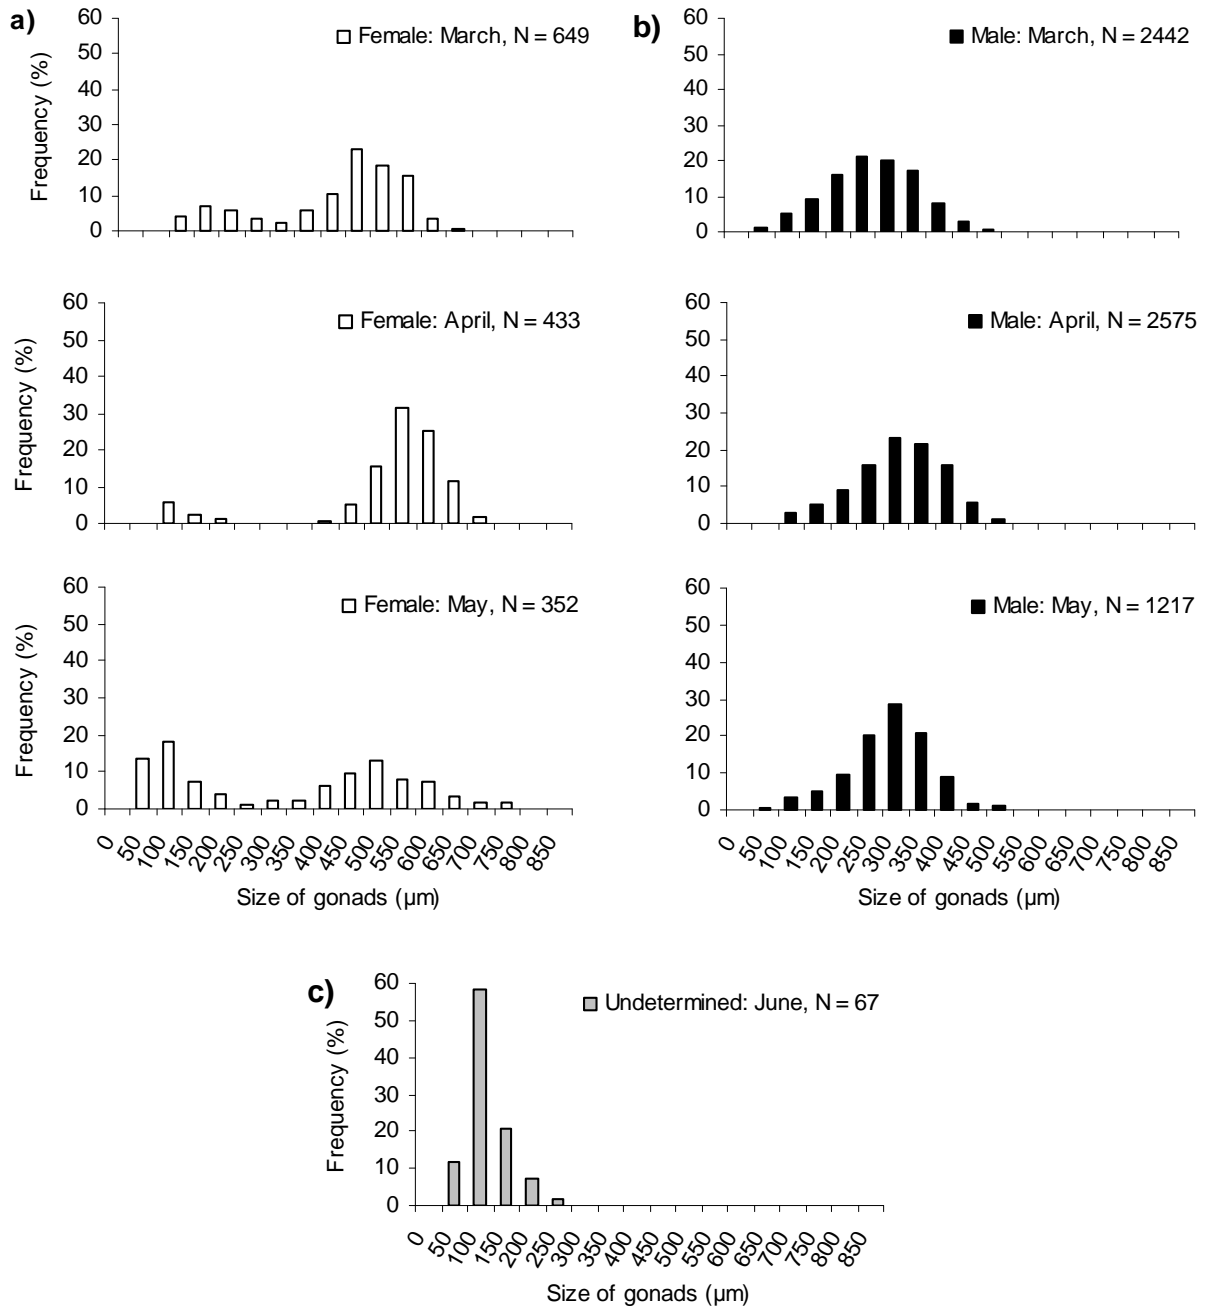 a)
Female: March, N = 649
Frequency (%)
60
50
40
30
20
10
0
b)
Male: March, N = 2442
60
50
40
30
20
10
0
Female: April, N = 433
Frequency (%)
60
50
40
30
20
10
0
Male: April, N = 2575
60
50
40
30
20
10
0
Female: May, N = 352
Frequency (%)
60
50
40
30
20
10
0
0 50 100 150 200 250 300 350 400 450 500 550 600 650 700 750 800 850
Size of gonads (µm)
Male: May, N = 1217
60
50
40
30
20
10
0
0 50 100 150 200 250 300 350 400 450 500 550 600 650 700 750 800 850
Size of gonads (µm)
c)
Undetermined: June, N = 67
Frequency (%)
60
50
40
30
20
10
0
0 50 100 150 200 250 300 350 400 450 500 550 600 650 700 750 800 850
Size of gonads (µm)